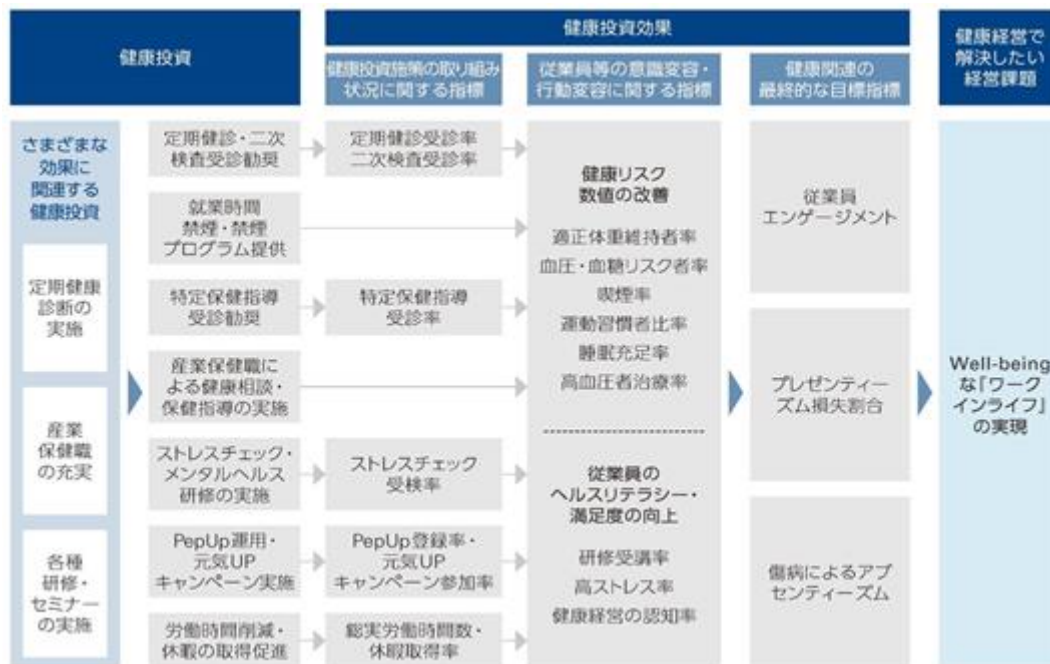 健康投資
健康投資効果
健康経営で
解決したい
経営課題
健康投資施策の取り組み
状況に関する指標
従業員等の意識変容・
行動変容に関する指標
健康関連の
最終的な目標指標
さまざまな
効果に
関連する
健康投資
定期健康
診断の
実施
産業
保健職
の充実
各種
研修・
セミナー
の実施
定期健診・二次
検査受診勧奨
就業時間
禁煙・禁煙
プログラム提供
特定保健指導
受診勧奨
産業保健職に
よる健康相談・
保健指導の実施
ストレスチェック・
メンタルヘルス
研修の実施
PepUp運用・
元気UP
キャンペーン実施
労働時間削減・
休暇の取得促進
定期健診受診率
二次検査受診率
特定保健指導
受診率
ストレスチェック
受検率
PepUp登録率・
元気UP
キャンペーン参加率
総実労働時間数・
休暇取得率
健康リスク
数値の改善
適正体重維持者率
血圧・血糖リスク者率
喫煙率
運動習慣者比率
睡眠充足率
高血圧者治療率
従業員の
ヘルスリテラシー・
満足度の向上
研修受講率
高ストレス率
健康経営の認知率
従業員
エンゲージメント
プレゼンティー
ズム損失割合
傷病によるアブ
センティーズム
Well-being
な『ワーク
インライフ』
の実現